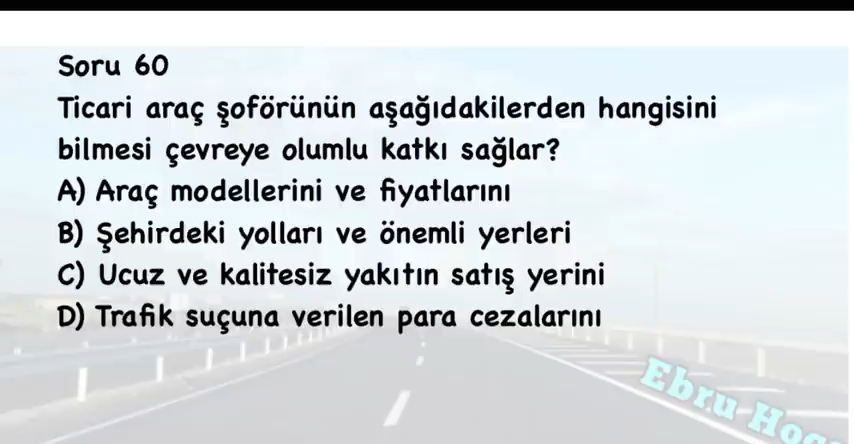 Soru 60
Ticari araç şoförünün aşağıdakilerden hangisini
bilmesi çevreye olumlu katkı sağlar?
A) Araç modellerini ve fiyatlarını
B) Şehirdeki yolları ve önemli yerleri
C) Ucuz ve kalitesiz yakıtın satış yerini
D) Trafik suçuna verilen para cezalarını
Ebru